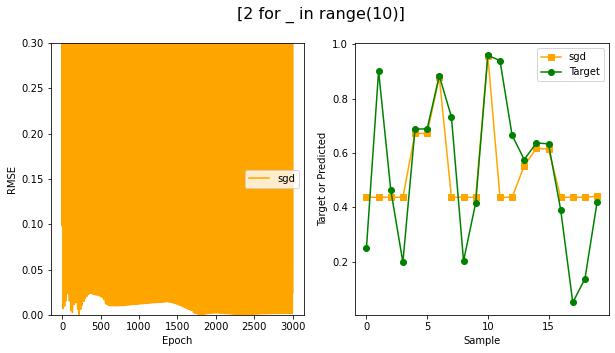 [2 for _ in range(10)]
0.30
0.25
0.20
0.15
0.10
0.05
0.00
RMSE
sgd
0 500 1000 1500 2000 2500 3000
Epoch
1.0
0.8
0.6
0.4
0.2
Target or Predicted
sgd
Target
0 5 10 15
Sample